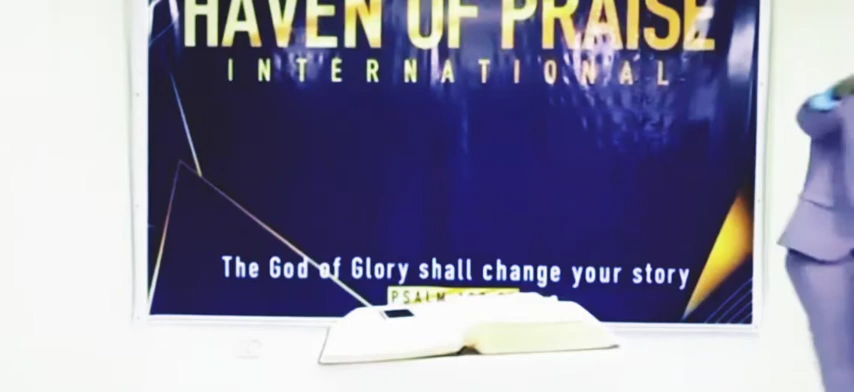 HAVEN OF PRAISE
INTERNATIONAL
The God of Glory shall change your story
PSALM